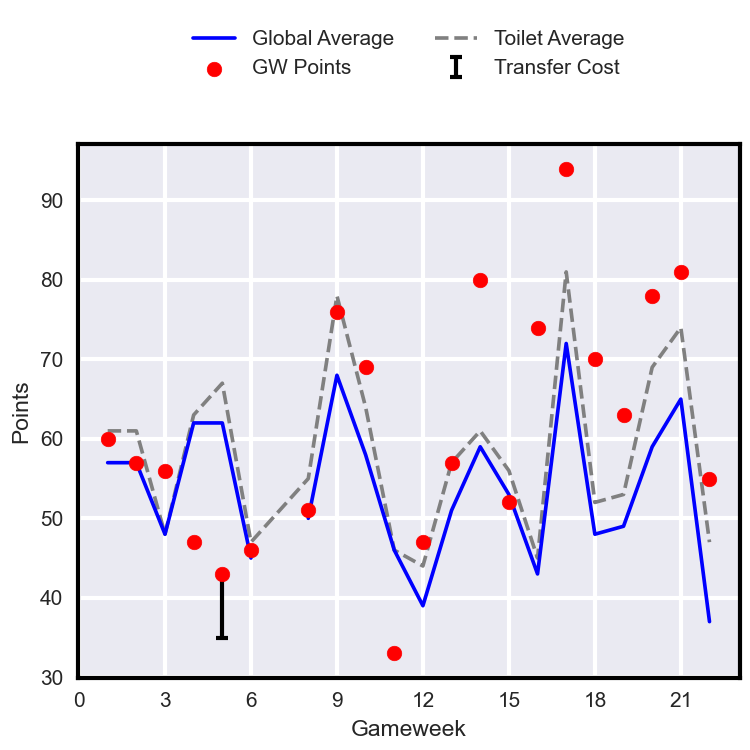 Global Average
Toilet Average
GW Points
Transfer Cost
90
80
70
60
50
40
30
Points
0 3 6 9 12 15 18 21
Gameweek